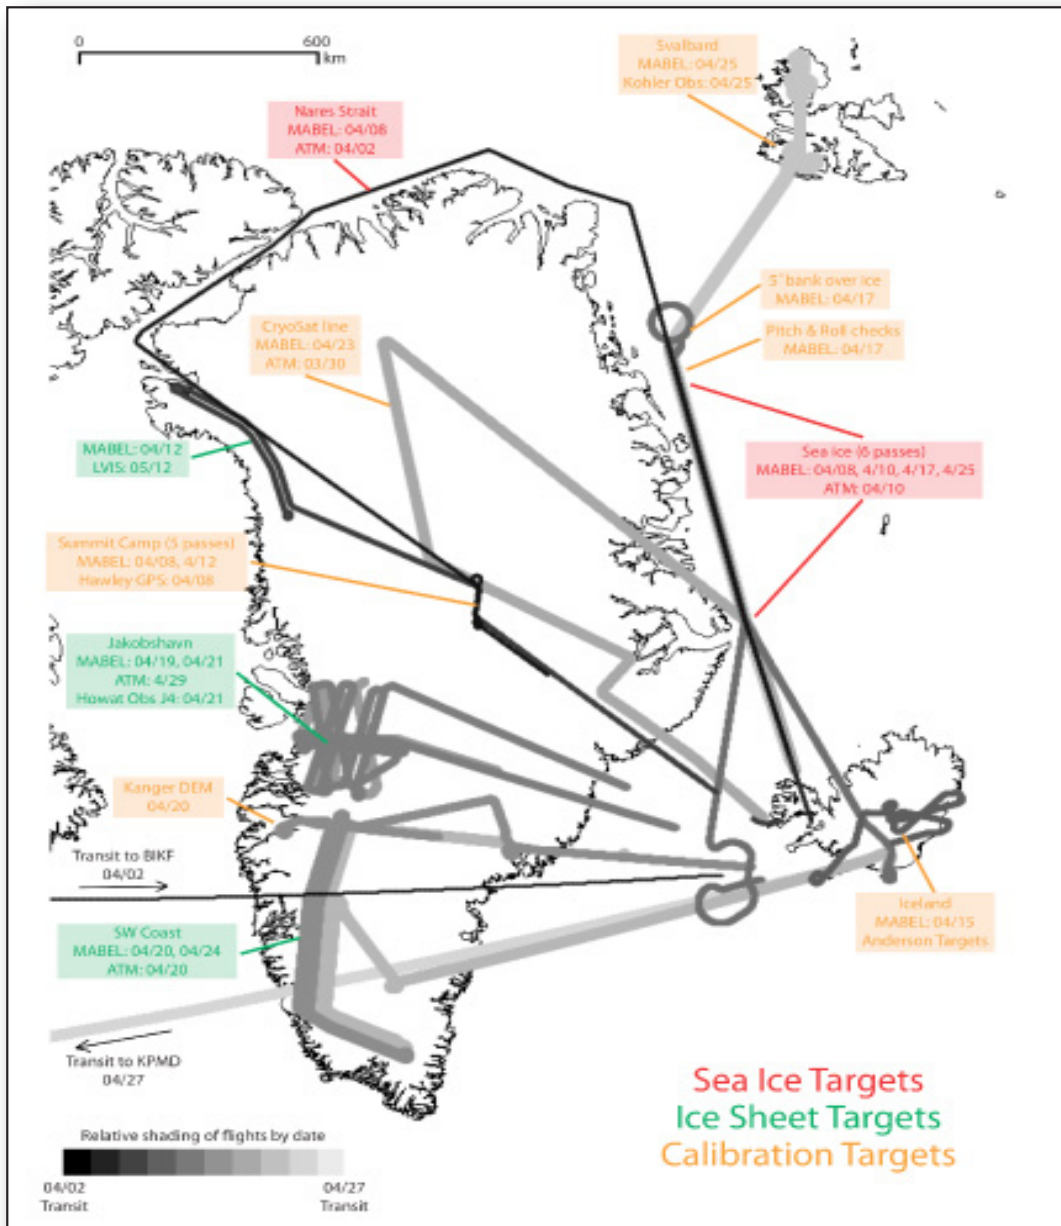 0 600
km
Svalbard
MABEL: 04/25
Kohler Obs: 04/25
Nares Strait
MABEL: 04/08
ATM: 04/02
5° bank over ice
MABEL: 04/17
CryoSat line
MABEL: 04/23
ATM: 03/30
Pitch & Roll checks
MABEL: 04/17
MABEL: 04/12
LVIS: 05/12
Sea ice (6 passes)
MABEL: 04/08, 4/10, 4/17, 4/25
ATM: 04/10
Summit Camp (5 passes)
MABEL: 04/08, 4/12
Hawley GPS: 04/08
Jakobshavn
MABEL: 04/19, 04/21
ATM: 4/29
Howat Obs J4: 04/21
Kanger DEM
04/20
Transit to BIKF
04/02
Iceland
MABEL: 04/15
Anderson Targets
SW Coast
MABEL: 04/20, 04/24
ATM: 04/20
Transit to KPMD
04/27
Sea Ice Targets
Ice Sheet Targets
Calibration Targets
Relative shading of flights by date
04/02 04/27
Transit Transit